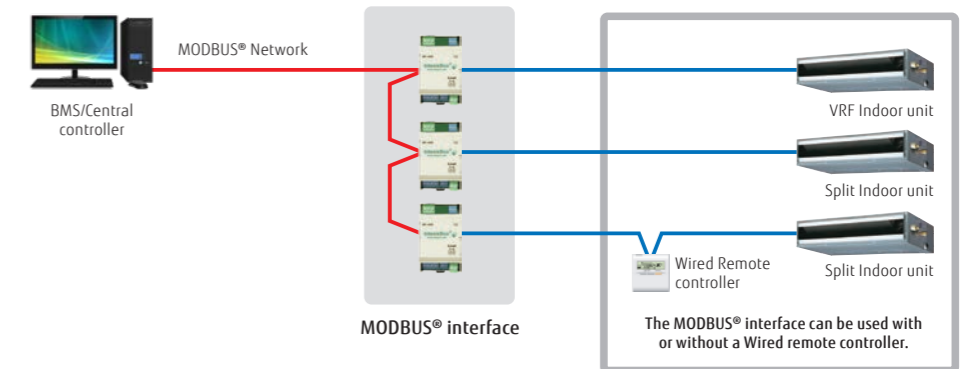 MODBUS® Network
BMS/Central
controller
VRF Indoor unit
Split Indoor unit
Wired Remote
controller
Split Indoor unit
MODBUS® interface
The MODBUS® interface can be used with
or without a Wired remote controller.